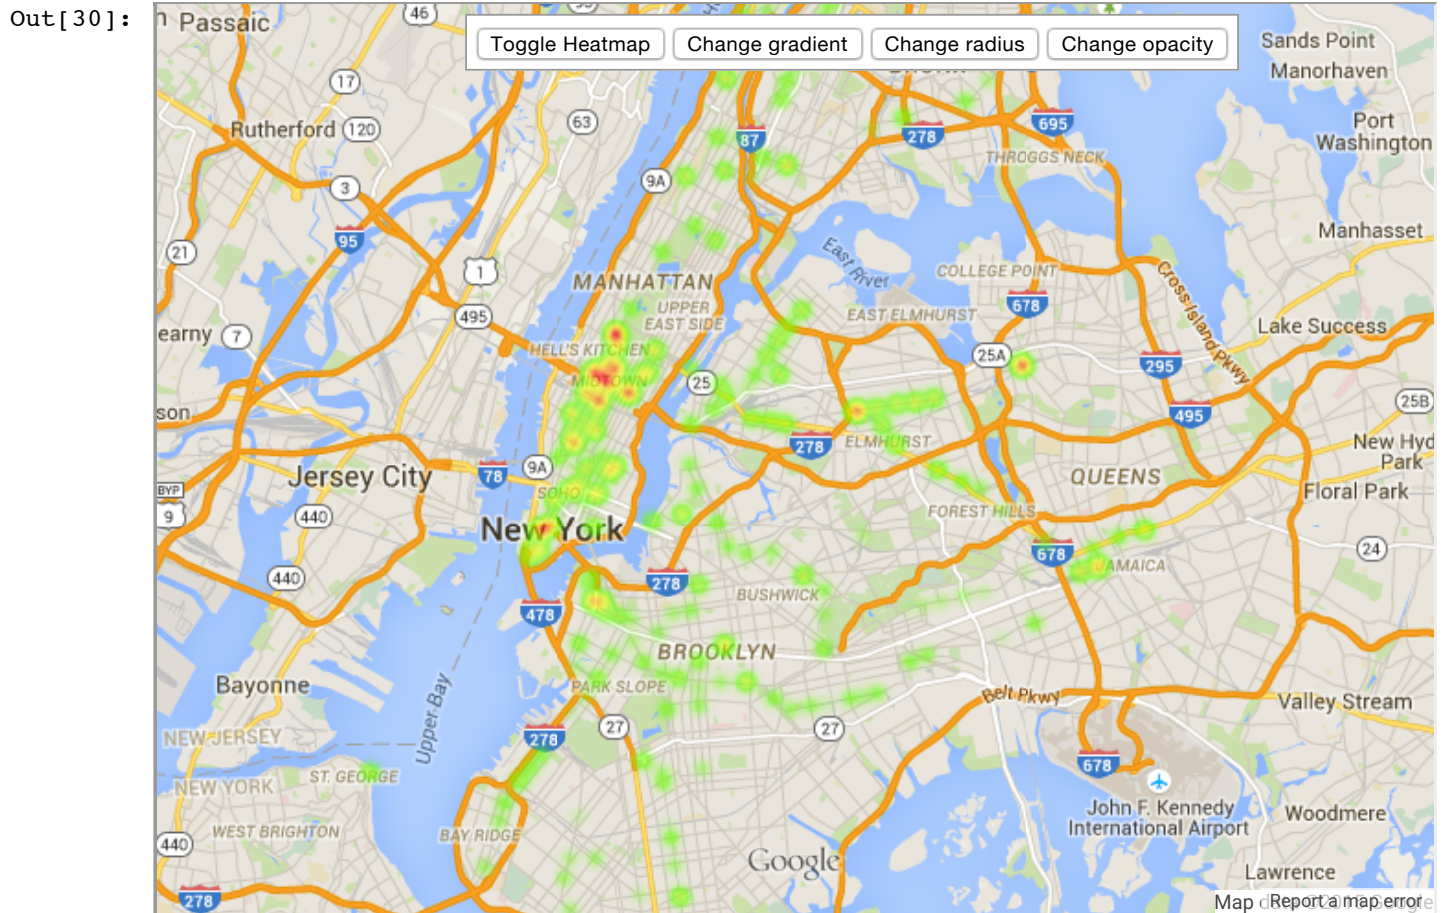 Out[30]:
Passaic
46
Toggle Heatmap
Change gradient
Change radius
Change opacity
Sands Point
Manorhaven
17
Rutherford
120
63
87
278
695
Port
Washington
THROGGS NECK
3
9A
95
21
1
East River
COLLEGE POINT
Manhasset
MANHATTAN
UPPER
EAST SIDE
678
EAST ELMHURST
Cross Island Pkwy
495
earny
7
HELL'S KITCHEN
25A
Lake Success
295
MIDTOWN
25
son
495
25B
278
ELMHURST
New Hyd
Park
Jersey City
78
9A
QUEENS
Floral Park
BYP
9
440
SOHO
New York
FOREST HILLS
678
24
JAMAICA
440
278
BUSHWICK
478
BROOKLYN
Bayonne
PARK SLOPE
Belt Pkwy
Valley Stream
Upper Bay
27
27
NEW JERSEY
278
678
NEW YORK
ST. GEORGE
John F. Kennedy
International Airport
Woodmere
WEST BRIGHTON
BAY RIDGE
440
Google
Lawrence
278
Map
Report a map error